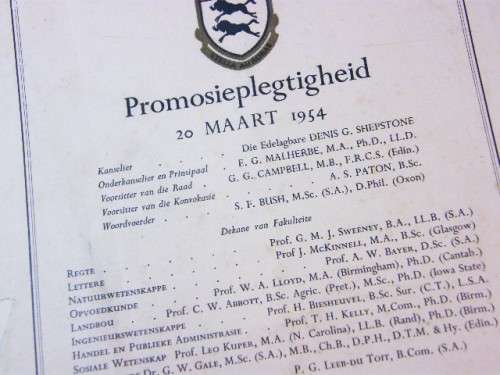 STELLA AURORAE
Promosieplegtigheid
20 MAART 1954
Kanselier . . . . Die Edelagbare DENIS G. SHEPSTONE
Onderkanselier en Prinsipaal . E. G. MALHERBE, M.A., Ph.D., LL.D.
Voorsitter van die Raad . . G. G. CAMPBELL, M.B., F.R.C.S. (Edin.)
Voorsitter van die Konvokasie . . . . A. S. PATON, B.Sc.
Woordvoerder . . . S. F. BUSH, M.Sc. (S.A.), D.Phil. (Oxon)
Dekane van Fakulteite
REGTE . . . . . Prof. G. M. J. SWEENEY, B.A., LL.B. (S.A.)
LETTERE . . . . . Prof J. MCKINNELL, M.A., B.Sc. (Glasgow)
NATUURWETENSKAPPE . . . . Prof. A. W. BAYER, D.Sc. (S.A.)
OPVOEDKUNDE . Prof. W. A. LLOYD, M.A. (Birmingham), Ph.D. (Cantab.)
LANDBOU . Prof. C. W. ABBOTT, B.Sc. Agric. (Pret.), M.Sc., Ph.D. (Iowa State)
INGENIEURSWETENSKAPPE . . Prof. H. BIESHEUVEL, B.Sc. Sur. (C.T.), L.S.A.
HANDEL EN PUBLIEKE ADMINISTRASIE . Prof. T. H. KELLY, M.Com., Ph.D. (Birm.)
SOSIALE WETENSKAP Prof. LEO KUPER, M.A. (N. Carolina), LL.B. (Rand), Ph.D. (Birm.)
Dr. G. W. GALE, M.Sc. (S.A.), M.B., Ch.B., D.P.H., D.T.M. & Hy. (Edin.)
P. G. LEEB-DU TOIT, B.Com. (S.A.)